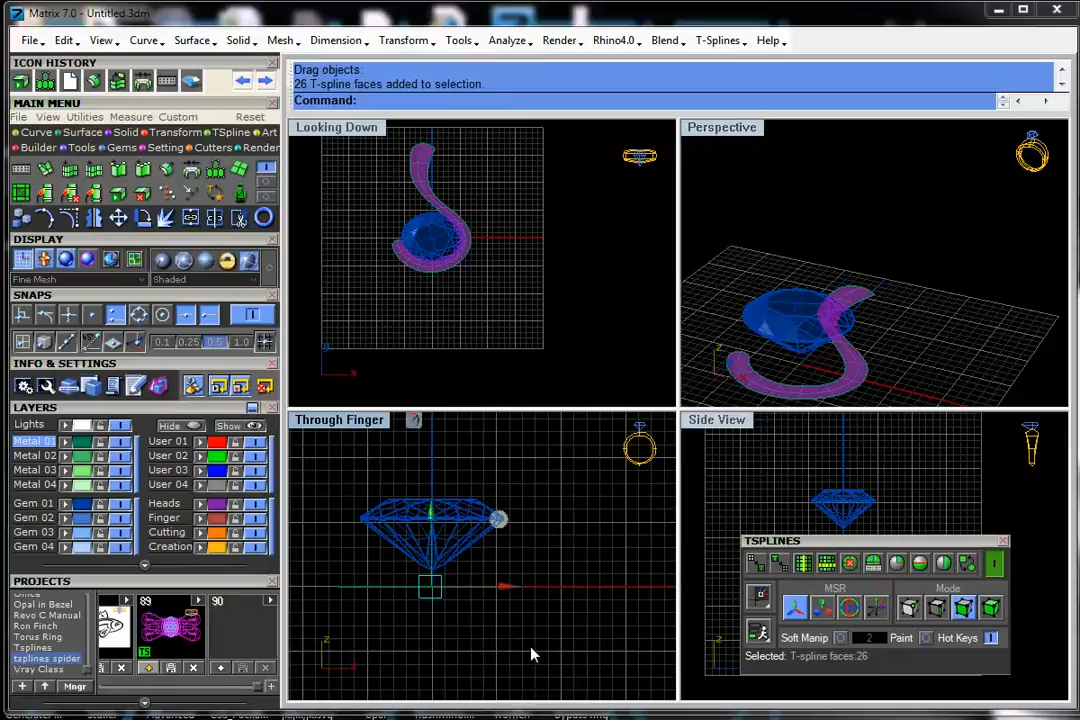 Matrix 7.0 - Untitled.3dm
File Edit View Curve Surface Solid Mesh Dimension Transform Tools Analyze Render Rhino4.0 Blend T-Splines Help
ICON HISTORY
MAIN MENU
File View Utilities Measure Custom Reset
Curve Surface Solid Transform TSpline Art
Builder Tools Gems Setting Cutters Render
DISPLAY
Fine Mesh Shaded
SNAPS
0.1 0.25 0.5 1.0
INFO & SETTINGS
LAYERS
Lights Hide Show
Metal 01 User 01
Metal 02 User 02
Metal 03 User 03
Metal 04 User 04
Gem 01 Heads
Gem 02 Finger
Gem 03 Cutting
Gem 04 Creation
PROJECTS
Opal in Bezel
Revo C Manual
Ron Finch
Torus Ring
Tsplines
tsplines spider
Vray Class
89 90
TS
Mngr
Drag objects:
26 T-spline faces added to selection
Command:
Looking Down
x
Perspective
z
x
Through Finger
z
x
Side View
z
TSPLINES
MSR Mode
Soft Manip 2 Paint Hot Keys
Selected: T-spline faces:26